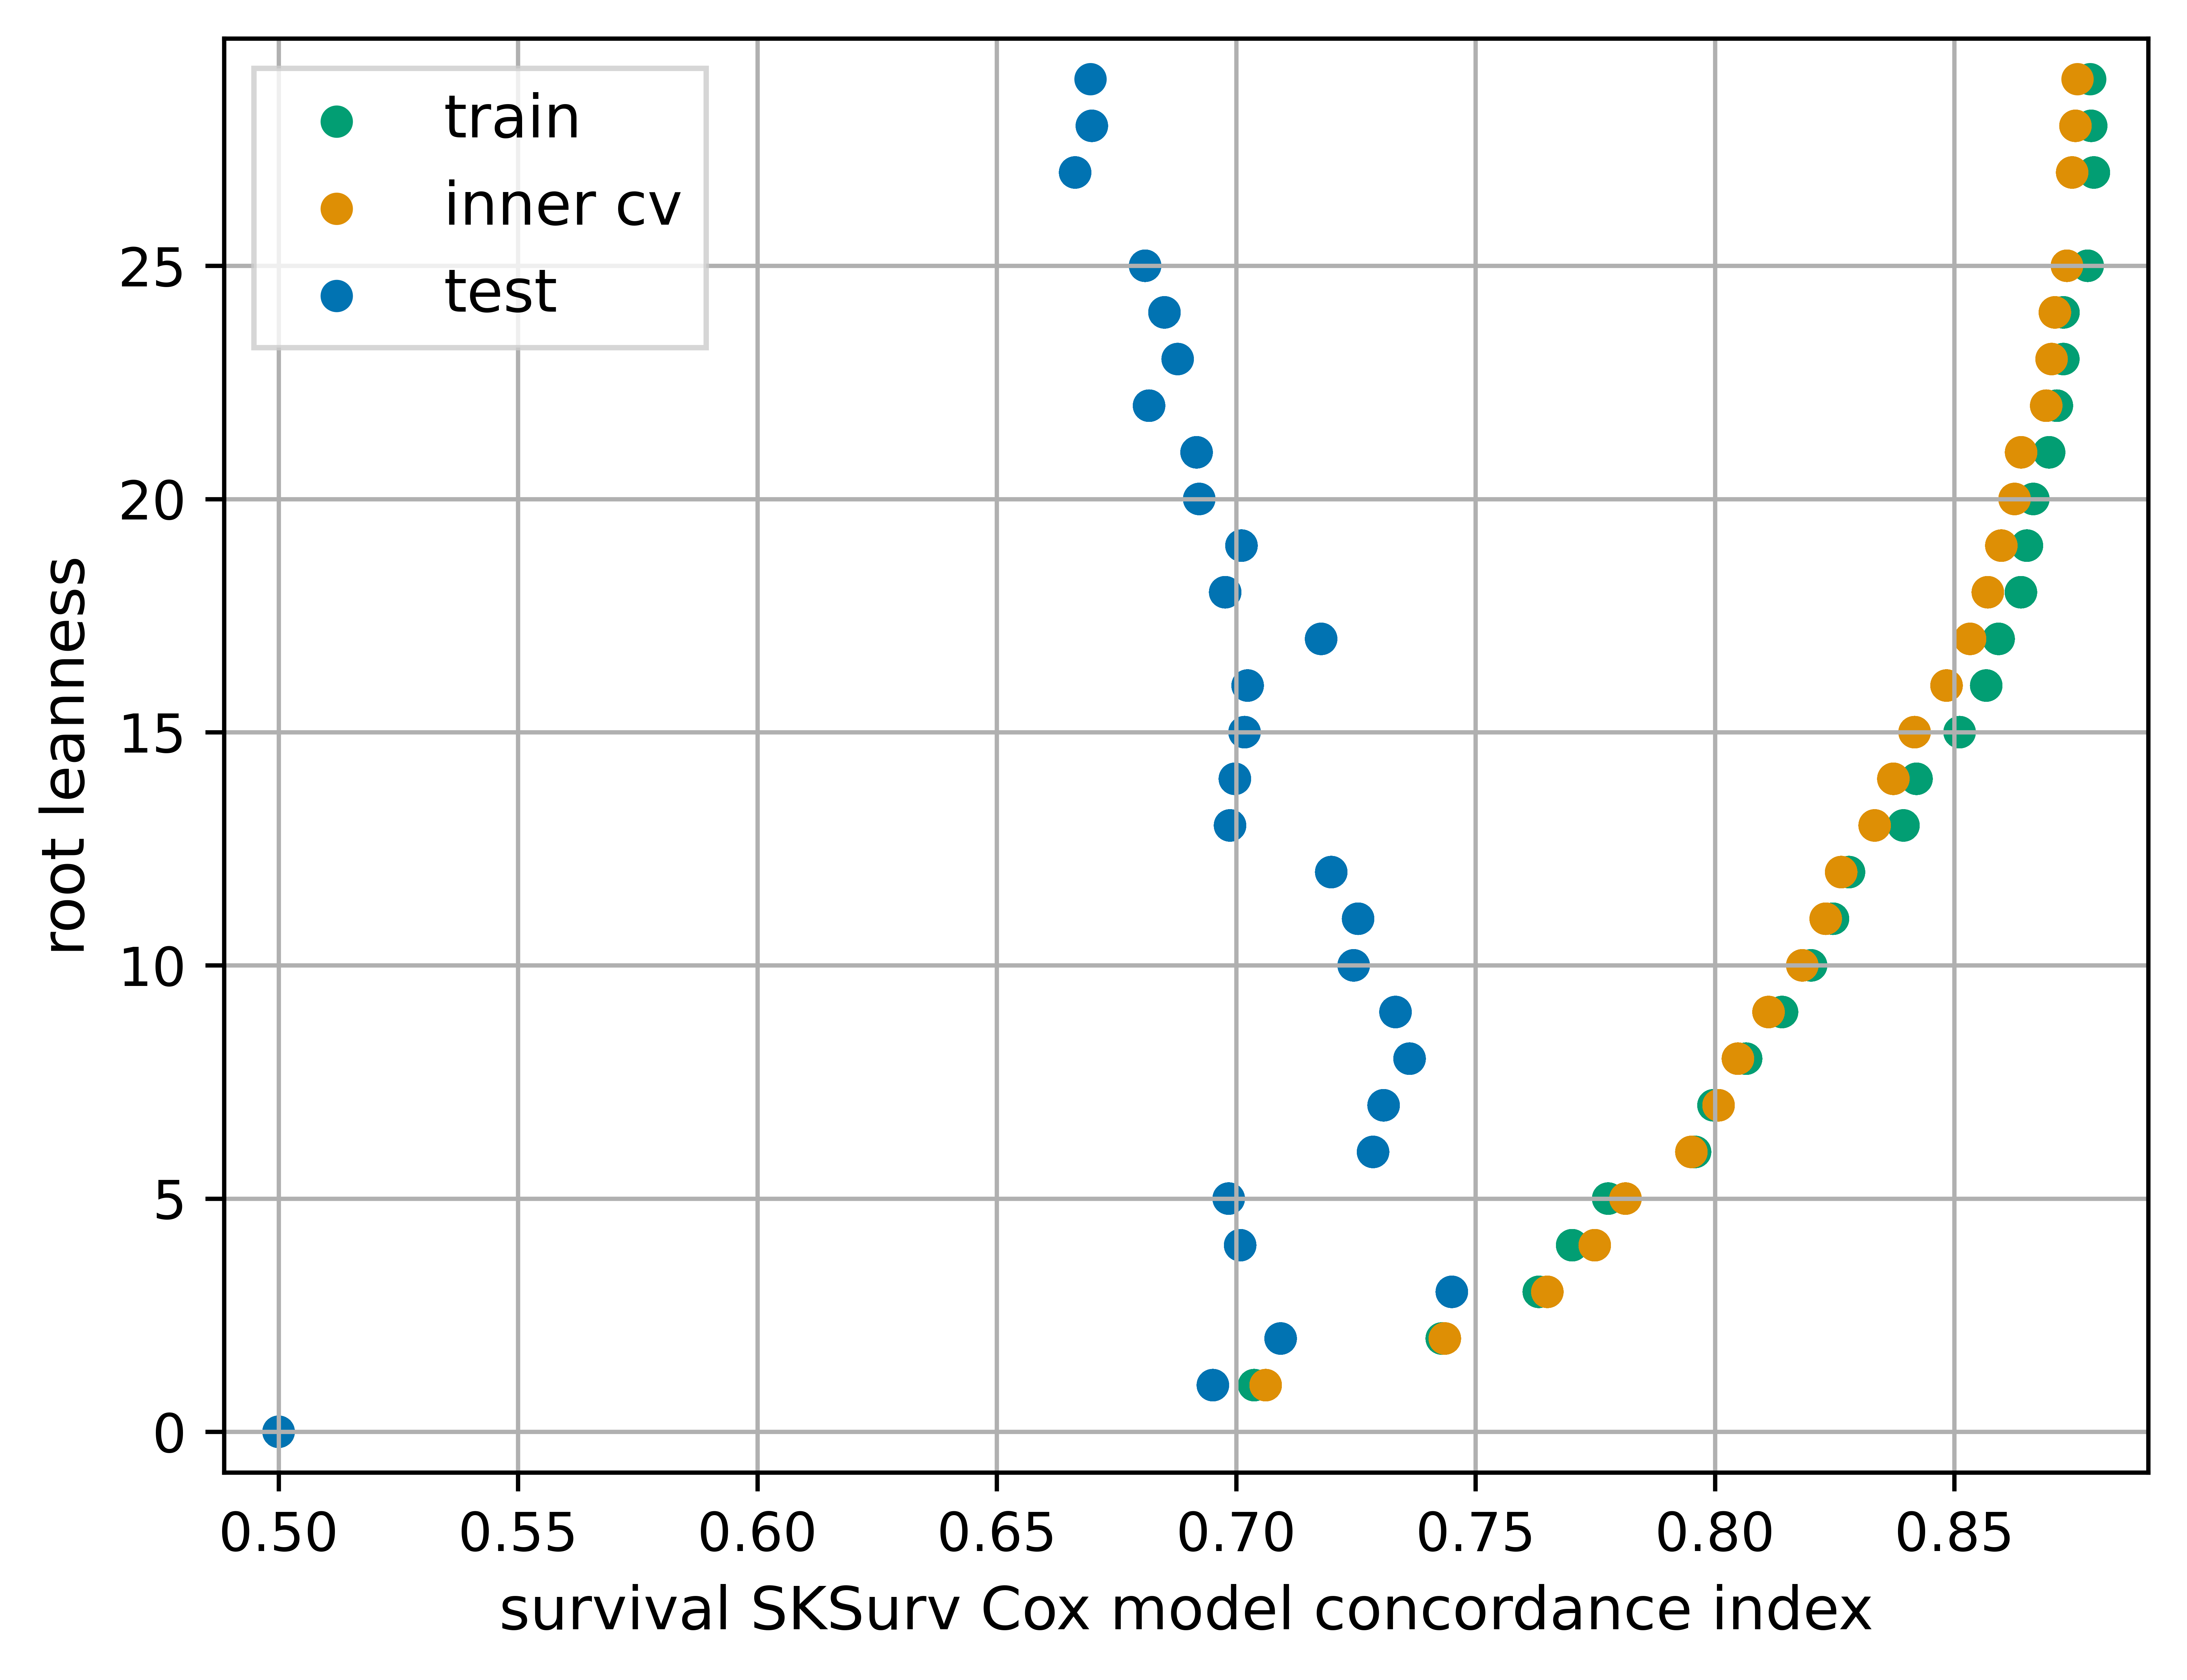 train
inner cv
test
25
20
15
10
5
0
root leanness
0.50 0.55 0.60 0.65 0.70 0.75 0.80 0.85
survival SKSurv Cox model concordance index